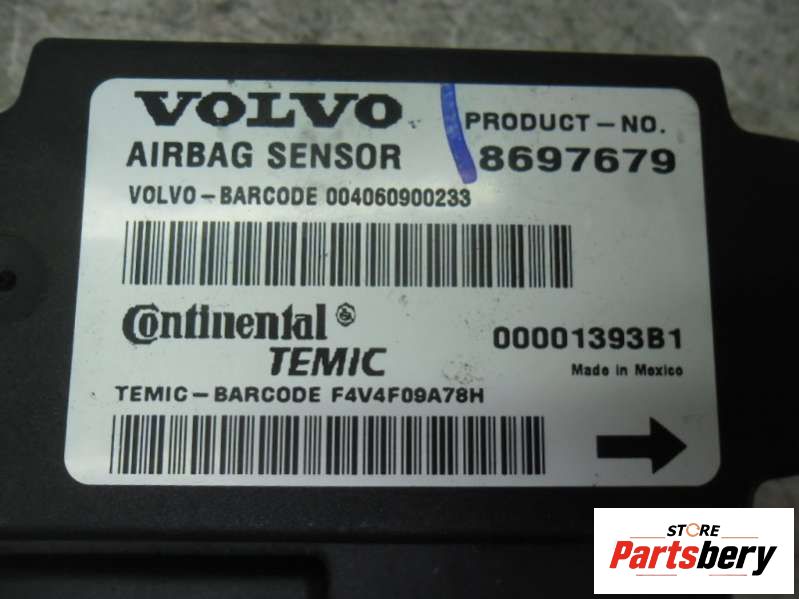 VOLVO
PRODUCT-NO.
AIRBAG SENSOR
8697679
VOLVO-BARCODE 004060900233
Continental
TEMIC
00001393B1
Made in Mexico
TEMIC-BARCODE F4V4F09A78H
STORE
Partsbery